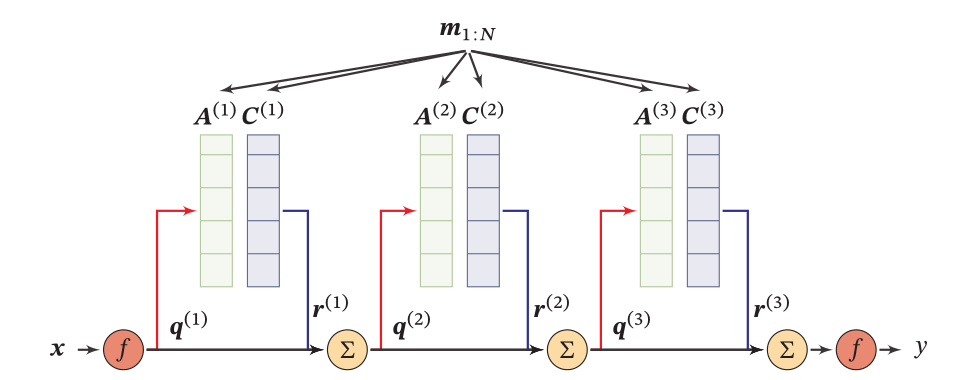 m1:N
A(1) C(1) A(2) C(2) A(3) C(3)
q(1) r(1) q(2) r(2) q(3) r(3)
x f Σ Σ Σ f y